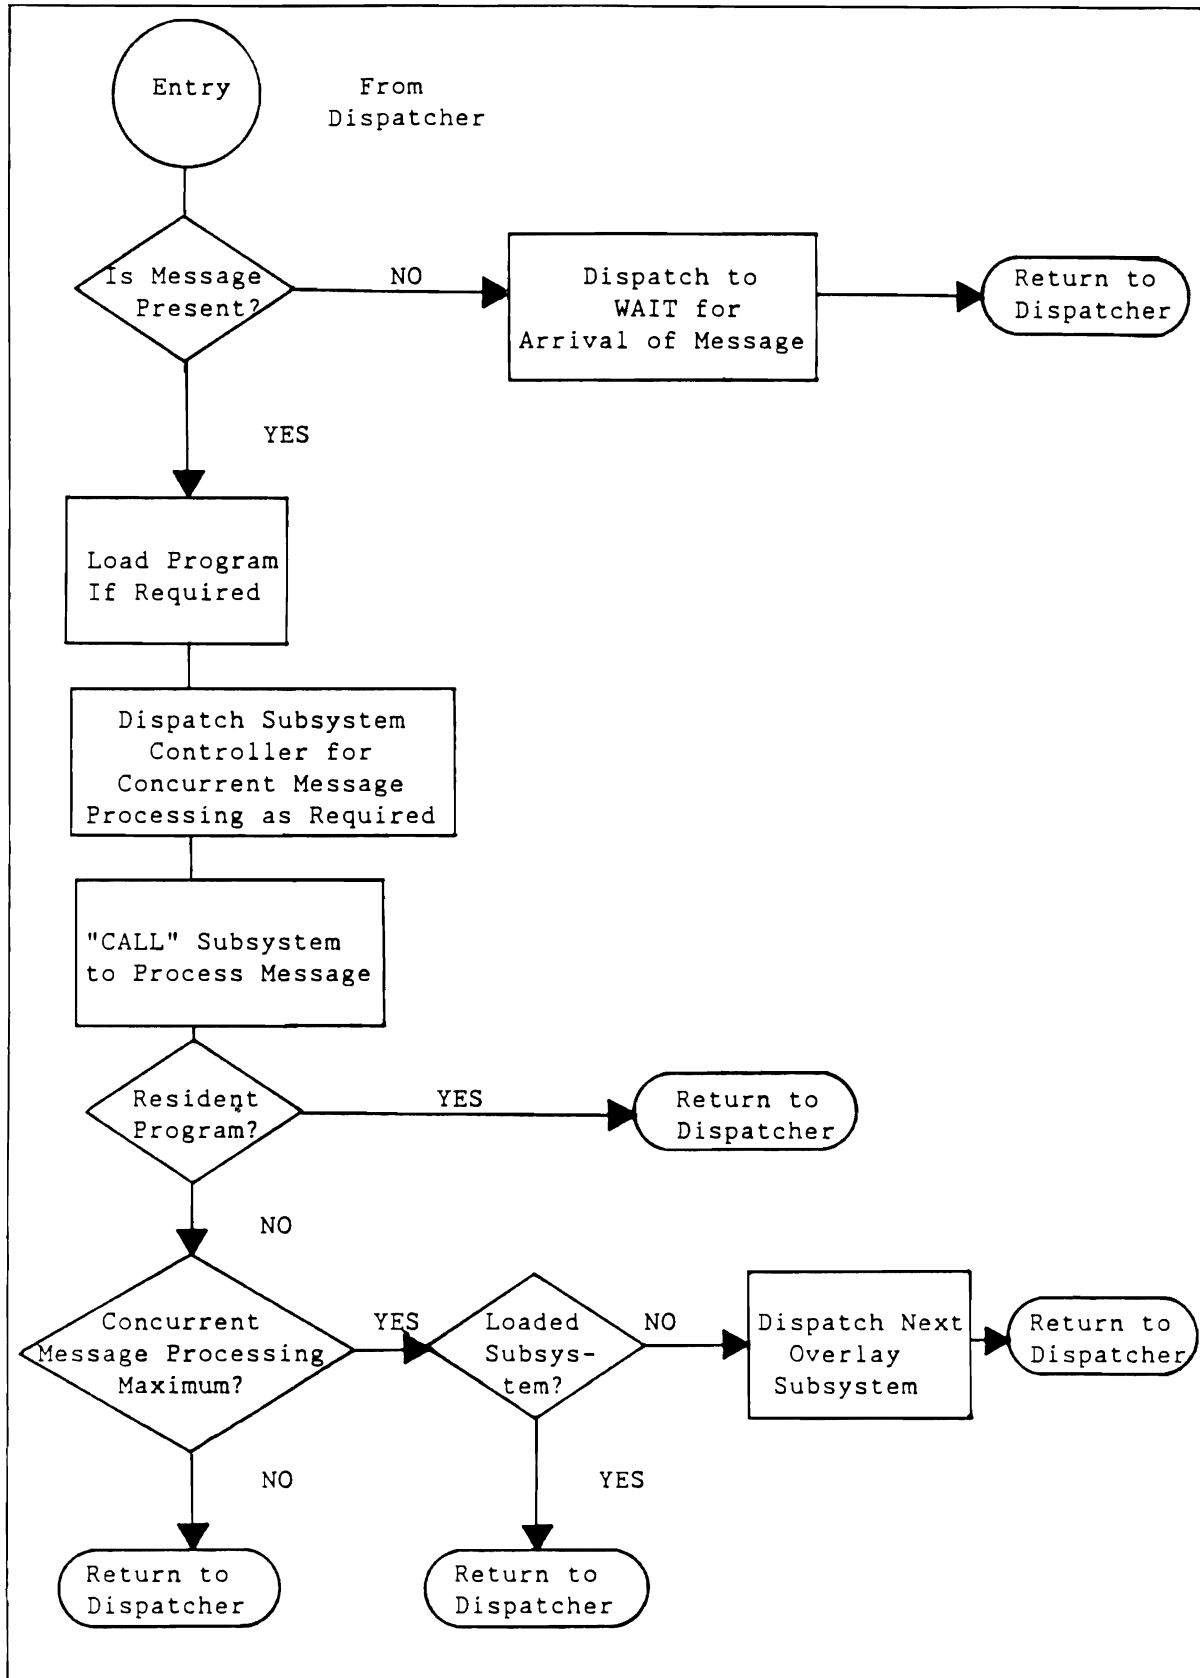 Entry
From
Dispatcher
Is Message
Present?
NO
Dispatch to
WAIT for
Arrival of Message
Return to
Dispatcher
YES
Load Program
If Required
Dispatch Subsystem
Controller for
Concurrent Message
Processing as Required
"CALL" Subsystem
to Process Message
Resident
Program?
YES
Return to
Dispatcher
NO
Concurrent
Message Processing
Maximum?
YES
Loaded
Subsys-
tem?
NO
Dispatch Next
Overlay
Subsystem
Return to
Dispatcher
NO
YES
Return to
Dispatcher
Return to
Dispatcher